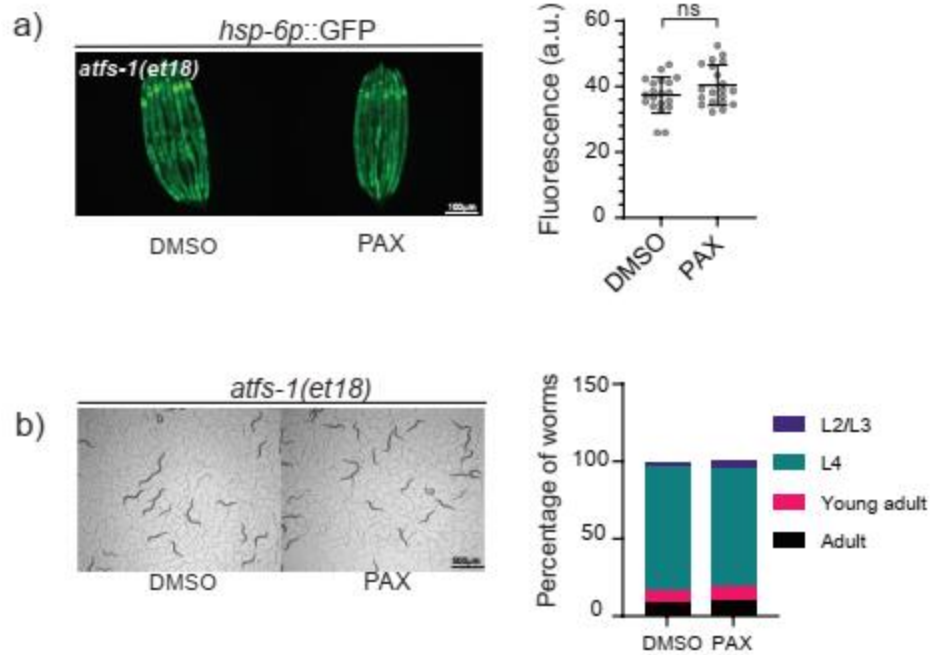 a)
hsp-6p::GFP
atfs-1(et18)
100µm
DMSO
PAX
Fluorescence (a.u.)
60
40
20
0
ns
DMSO
PAX
b)
atfs-1(et18)
DMSO
PAX
Percentage of worms
150
100
50
0
DMSO PAX
L2/L3
L4
Young adult
Adult